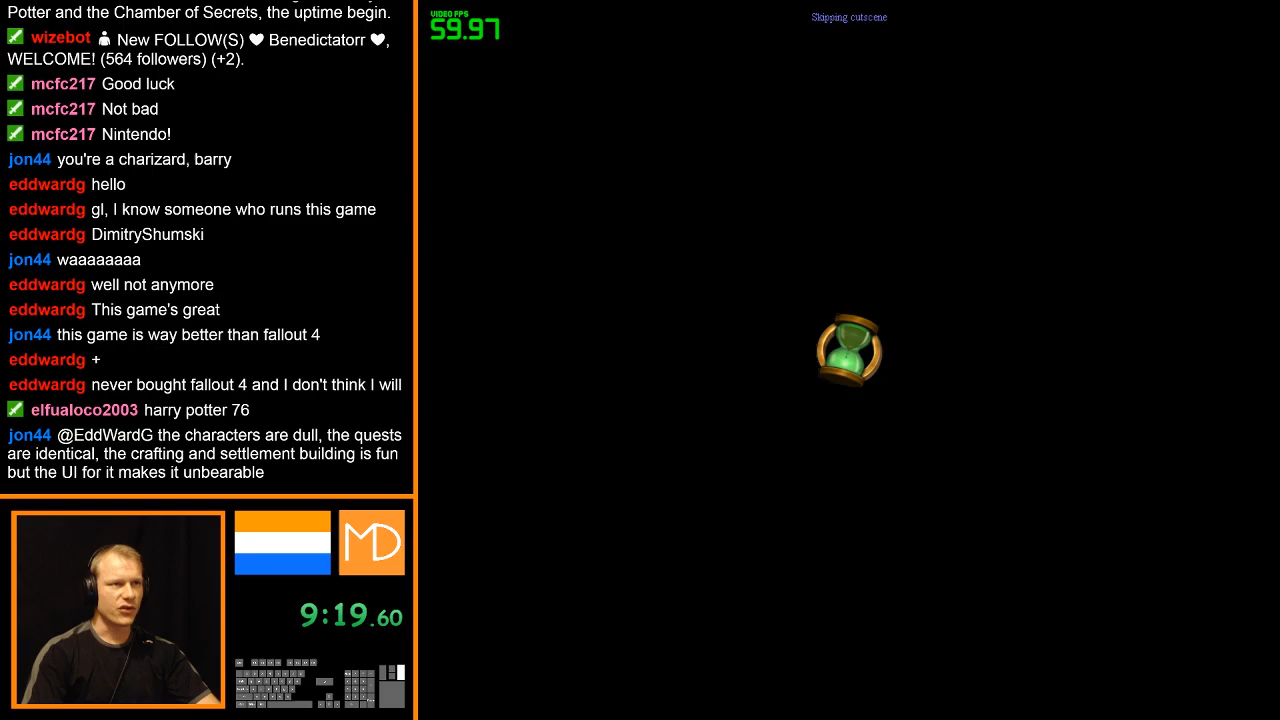 Potter and the Chamber of Secrets, the uptime begin.
wizebot New FOLLOW(S) ♥ Benedictatorr ♥,
WELCOME! (564 followers) (+2).
mcfc217 Good luck
mcfc217 Not bad
mcfc217 Nintendo!
jon44 you're a charizard, barry
eddwardg hello
eddwardg gl, I know someone who runs this game
eddwardg DimitryShumski
jon44 waaaaaaaa
eddwardg well not anymore
eddwardg This game's great
jon44 this game is way better than fallout 4
eddwardg +
eddwardg never bought fallout 4 and I don't think I will
elfualoco2003 harry potter 76
jon44 @EddWardG the characters are dull, the quests
are identical, the crafting and settlement building is fun
but the UI for it makes it unbearable
MD
9:19.60
VIDEO FPS
59.97
Skipping cutscene